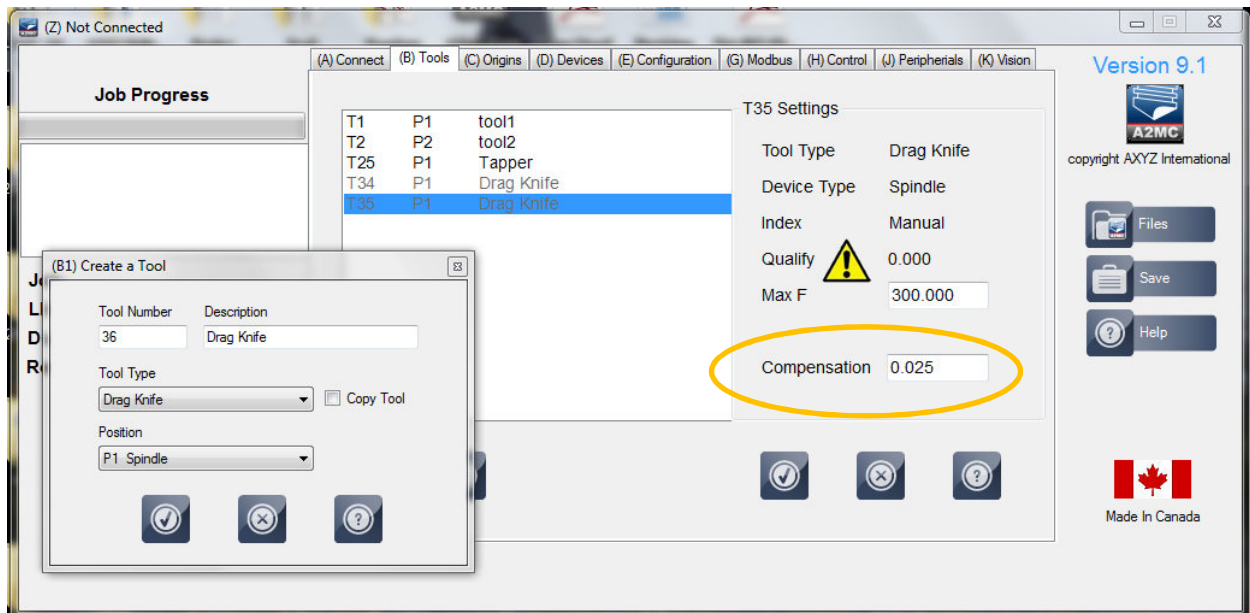 (Z) Not Connected
(A) Connect (B) Tools (C) Origins (D) Devices (E) Configuration (G) Modbus (H) Control (J) Peripherials (K) Vision
Version 9.1
A2MC
copyright AXYZ International
Files
Save
Help
Made In Canada
Job Progress
T1 P1 tool1
T2 P2 tool2
T25 P1 Tapper
T34 P1 Drag Knife
T35 P1 Drag Knife
T35 Settings
Tool Type Drag Knife
Device Type Spindle
Index Manual
Qualify 0.000
Max F 300.000
Compensation 0.025
(B1) Create a Tool
Tool Number Description
36 Drag Knife
Tool Type
Drag Knife Copy Tool
Position
P1 Spindle